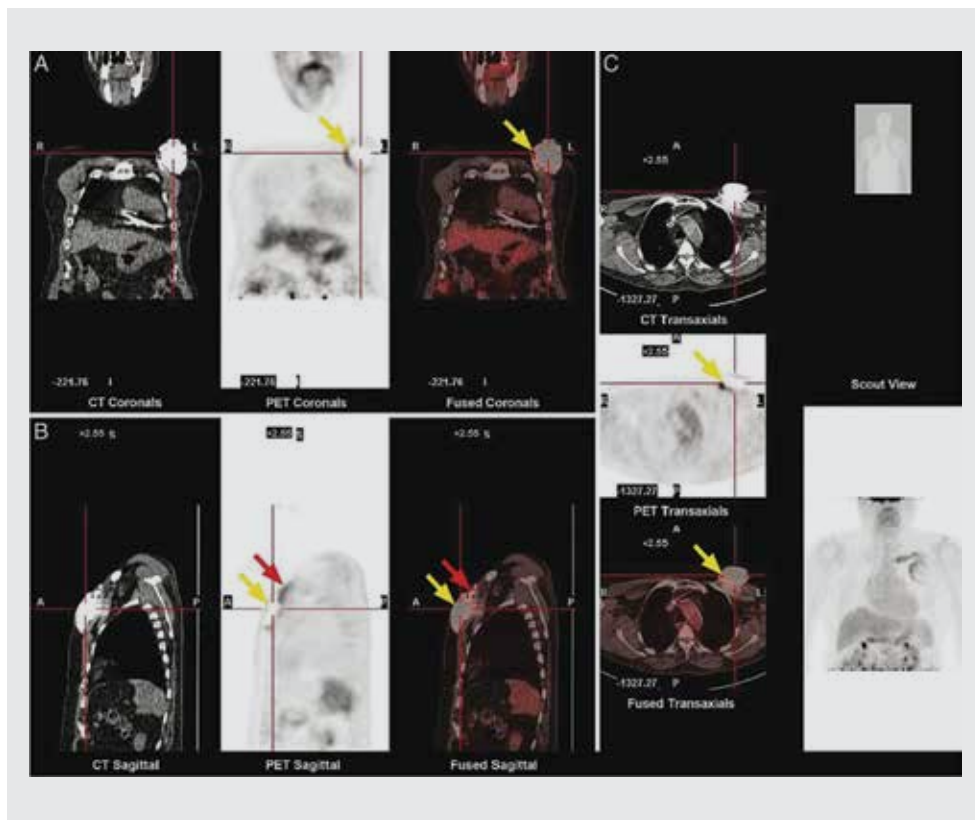 A
R
L
-221.76 I
CT Coronals
-221.76
PET Coronals
R
L
-221.76 I
Fused Coronals
B
+2.55 S
A
P
CT Sagittal
+2.55 S
A
PET Sagittal
+2.55 S
A
P
Fused Sagittal
C
A
+2.55
-1327.27 P
CT Transaxials
A
+2.55
-1327.27
PET Transaxials
A
+2.55
L
-1327.27 P
Fused Transaxials
Scout View